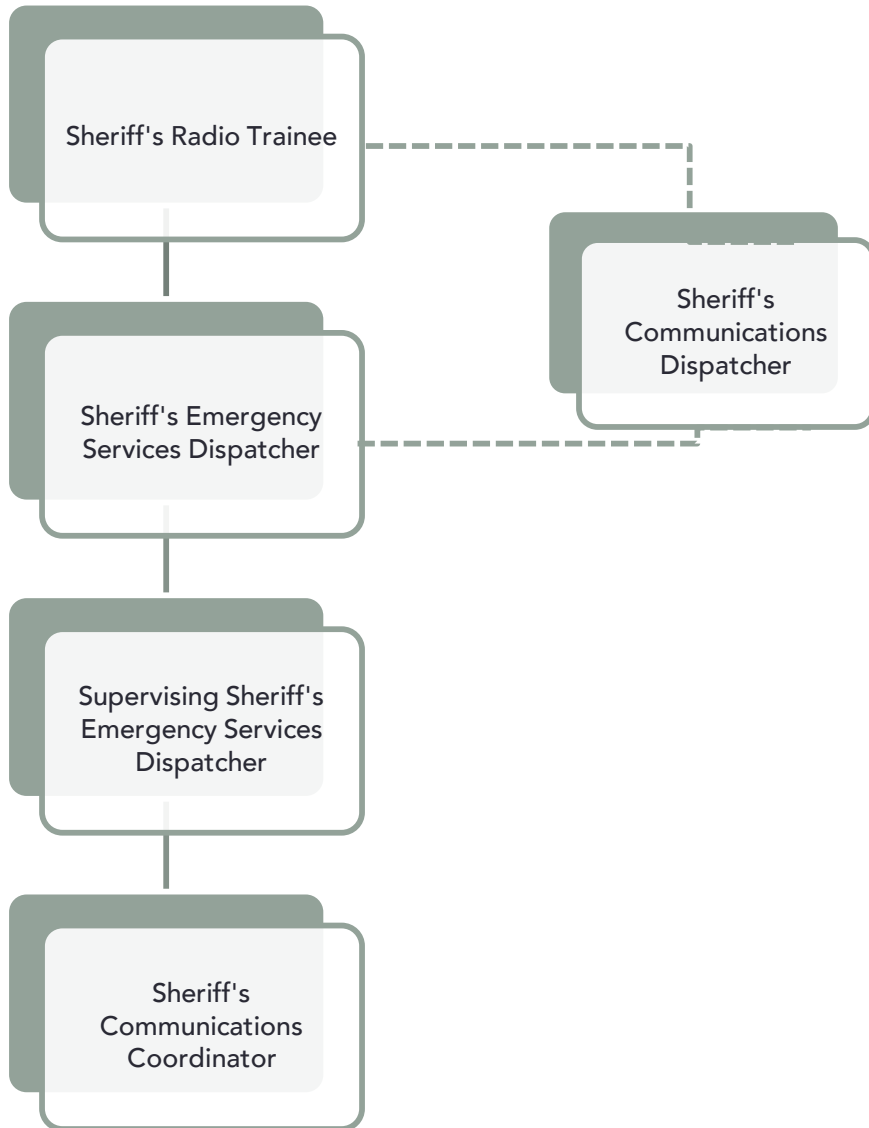 Sheriff's Radio Trainee
Sheriff's
Communications
Dispatcher
Sheriff's Emergency
Services Dispatcher
Supervising Sheriff's
Emergency Services
Dispatcher
Sheriff's
Communications
Coordinator